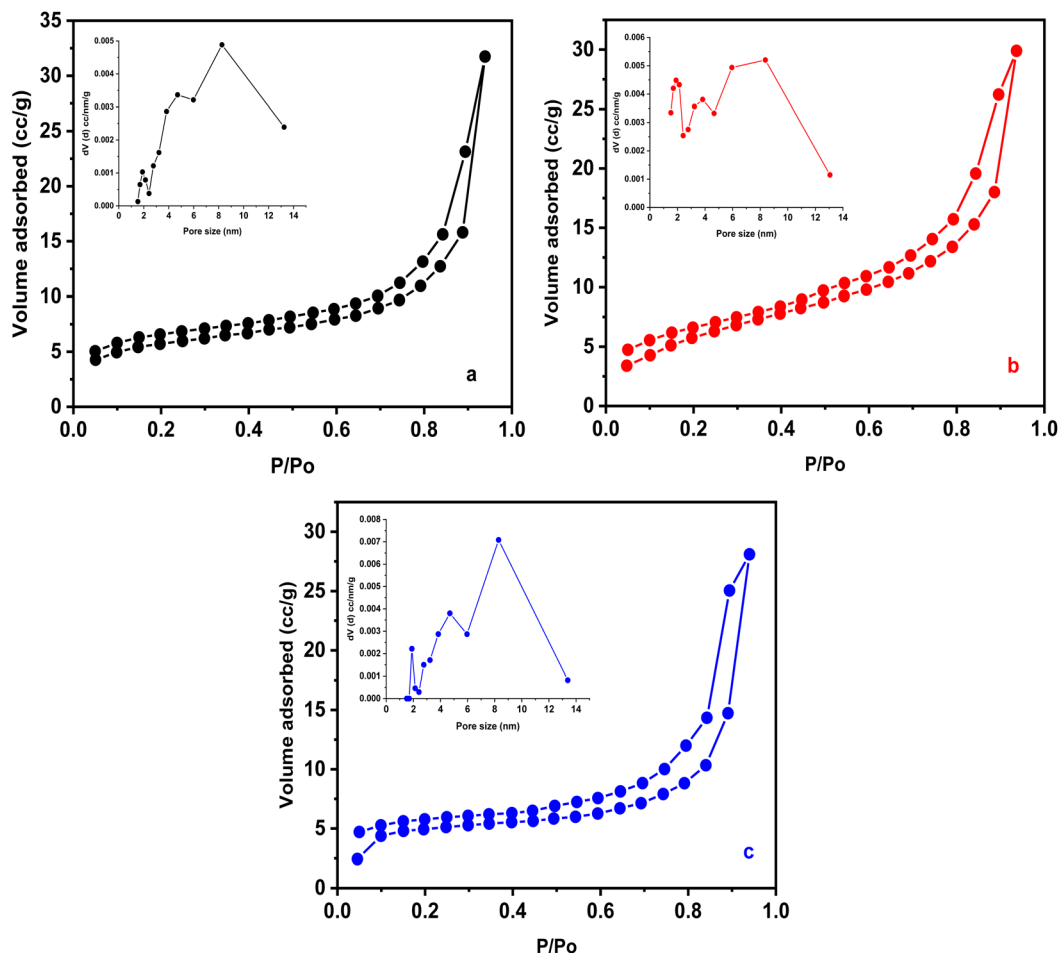 a
35
30
25
20
15
10
5
0
Volume adsorbed (cc/g)
0.0 0.2 0.4 0.6 0.8 1.0
P/Po
0.005
0.004
0.003
0.002
0.001
0.000
dV (d) cc/nm/g
0 2 4 6 8 10 12 14
Pore size (nm)
b
30
25
20
15
10
5
0
Volume adsorbed (cc/g)
0.0 0.2 0.4 0.6 0.8 1.0
P/Po
0.006
0.005
0.004
0.003
0.002
0.001
0.000
dV (d) cc/nm/g
0 2 4 6 8 10 12 14
Pore size (nm)
c
30
25
20
15
10
5
0
Volume adsorbed (cc/g)
0.0 0.2 0.4 0.6 0.8 1.0
P/Po
0.008
0.007
0.006
0.005
0.004
0.003
0.002
0.001
0.000
dV (d) cc/nm/g
0 2 4 6 8 10 12 14
Pore size (nm)